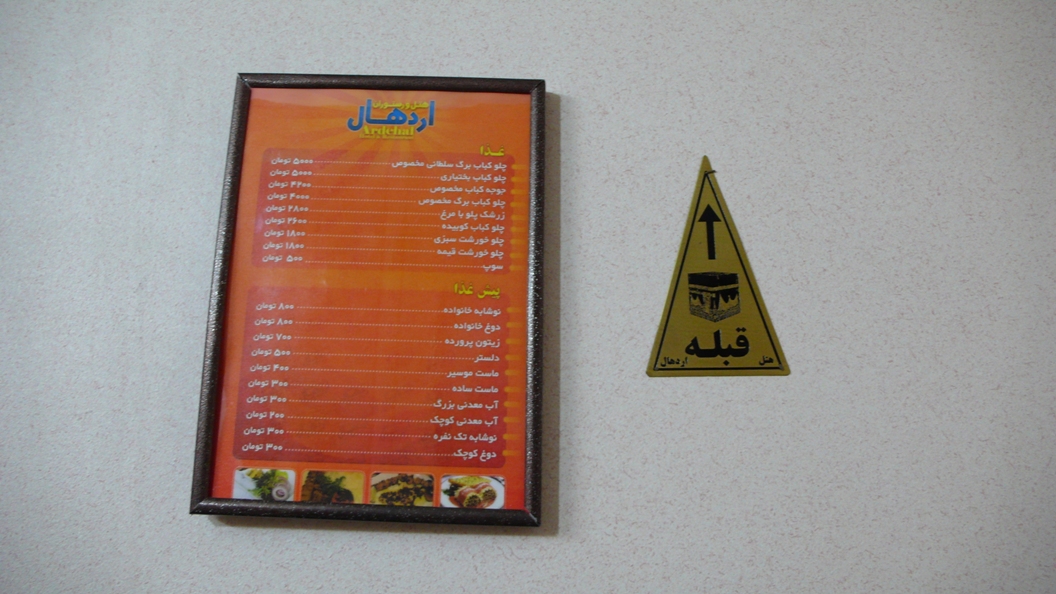 هتل و رستوران
اردهال
Ardehal
غذا
چلو کباب برگ سلطانی مخصوص ۵۰۰۰ تومان
چلو کباب بختیاری ۵۰۰۰ تومان
جوجه کباب مخصوص ۴۲۰۰ تومان
چلو کباب برگ مخصوص ۴۰۰۰ تومان
زرشک پلو با مرغ ۲۸۰۰ تومان
چلو کباب کوبیده ۲۶۰۰ تومان
چلو خورشت سبزی ۱۸۰۰ تومان
چلو خورشت قیمه ۱۸۰۰ تومان
سوپ ۵۰۰ تومان
پیش غذا
نوشابه خانواده ۸۰۰ تومان
دوغ خانواده ۸۰۰ تومان
زیتون پرورده ۷۰۰ تومان
دلستر ۵۰۰ تومان
ماست موسیر ۴۰۰ تومان
ماست ساده ۳۰۰ تومان
آب معدنی بزرگ ۳۰۰ تومان
آب معدنی کوچک ۲۰۰ تومان
نوشابه تک نفره ۳۰۰ تومان
دوغ کوچک ۳۰۰ تومان
قبله
هتل اردهال